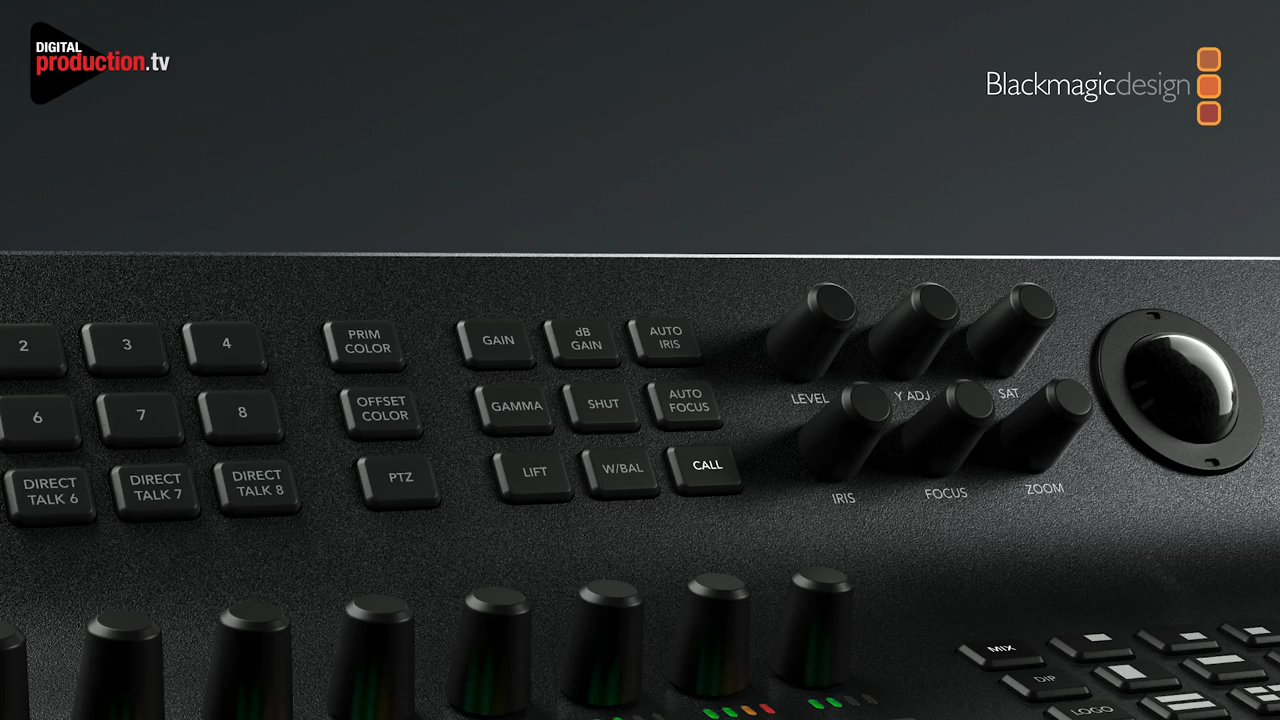 DIGITAL
production.tv
Blackmagicdesign
2
3
4
PRIM
COLOR
GAIN
dB
GAIN
AUTO
IRIS
6
7
8
OFFSET
COLOR
GAMMA
SHUT
AUTO
FOCUS
LEVEL
Y ADJ
SAT
DIRECT
TALK 6
DIRECT
TALK 7
DIRECT
TALK 8
PTZ
LIFT
W/BAL
CALL
IRIS
FOCUS
ZOOM
MIX
DIP
LOGO